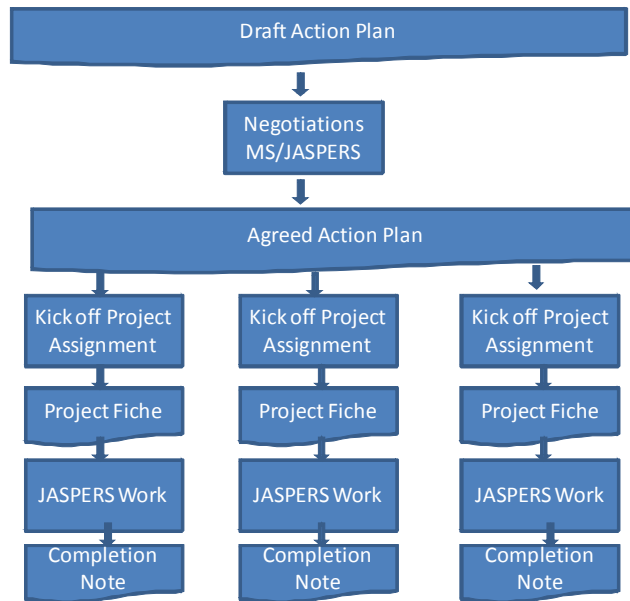 Draft Action Plan
Negotiations
MS/JASPERS
Agreed Action Plan
Kick off Project
Assignment
Kick off Project
Assignment
Kick off Project
Assignment
Project Fiche
Project Fiche
Project Fiche
JASPERS Work
JASPERS Work
JASPERS Work
Completion
Note
Completion
Note
Completion
Note